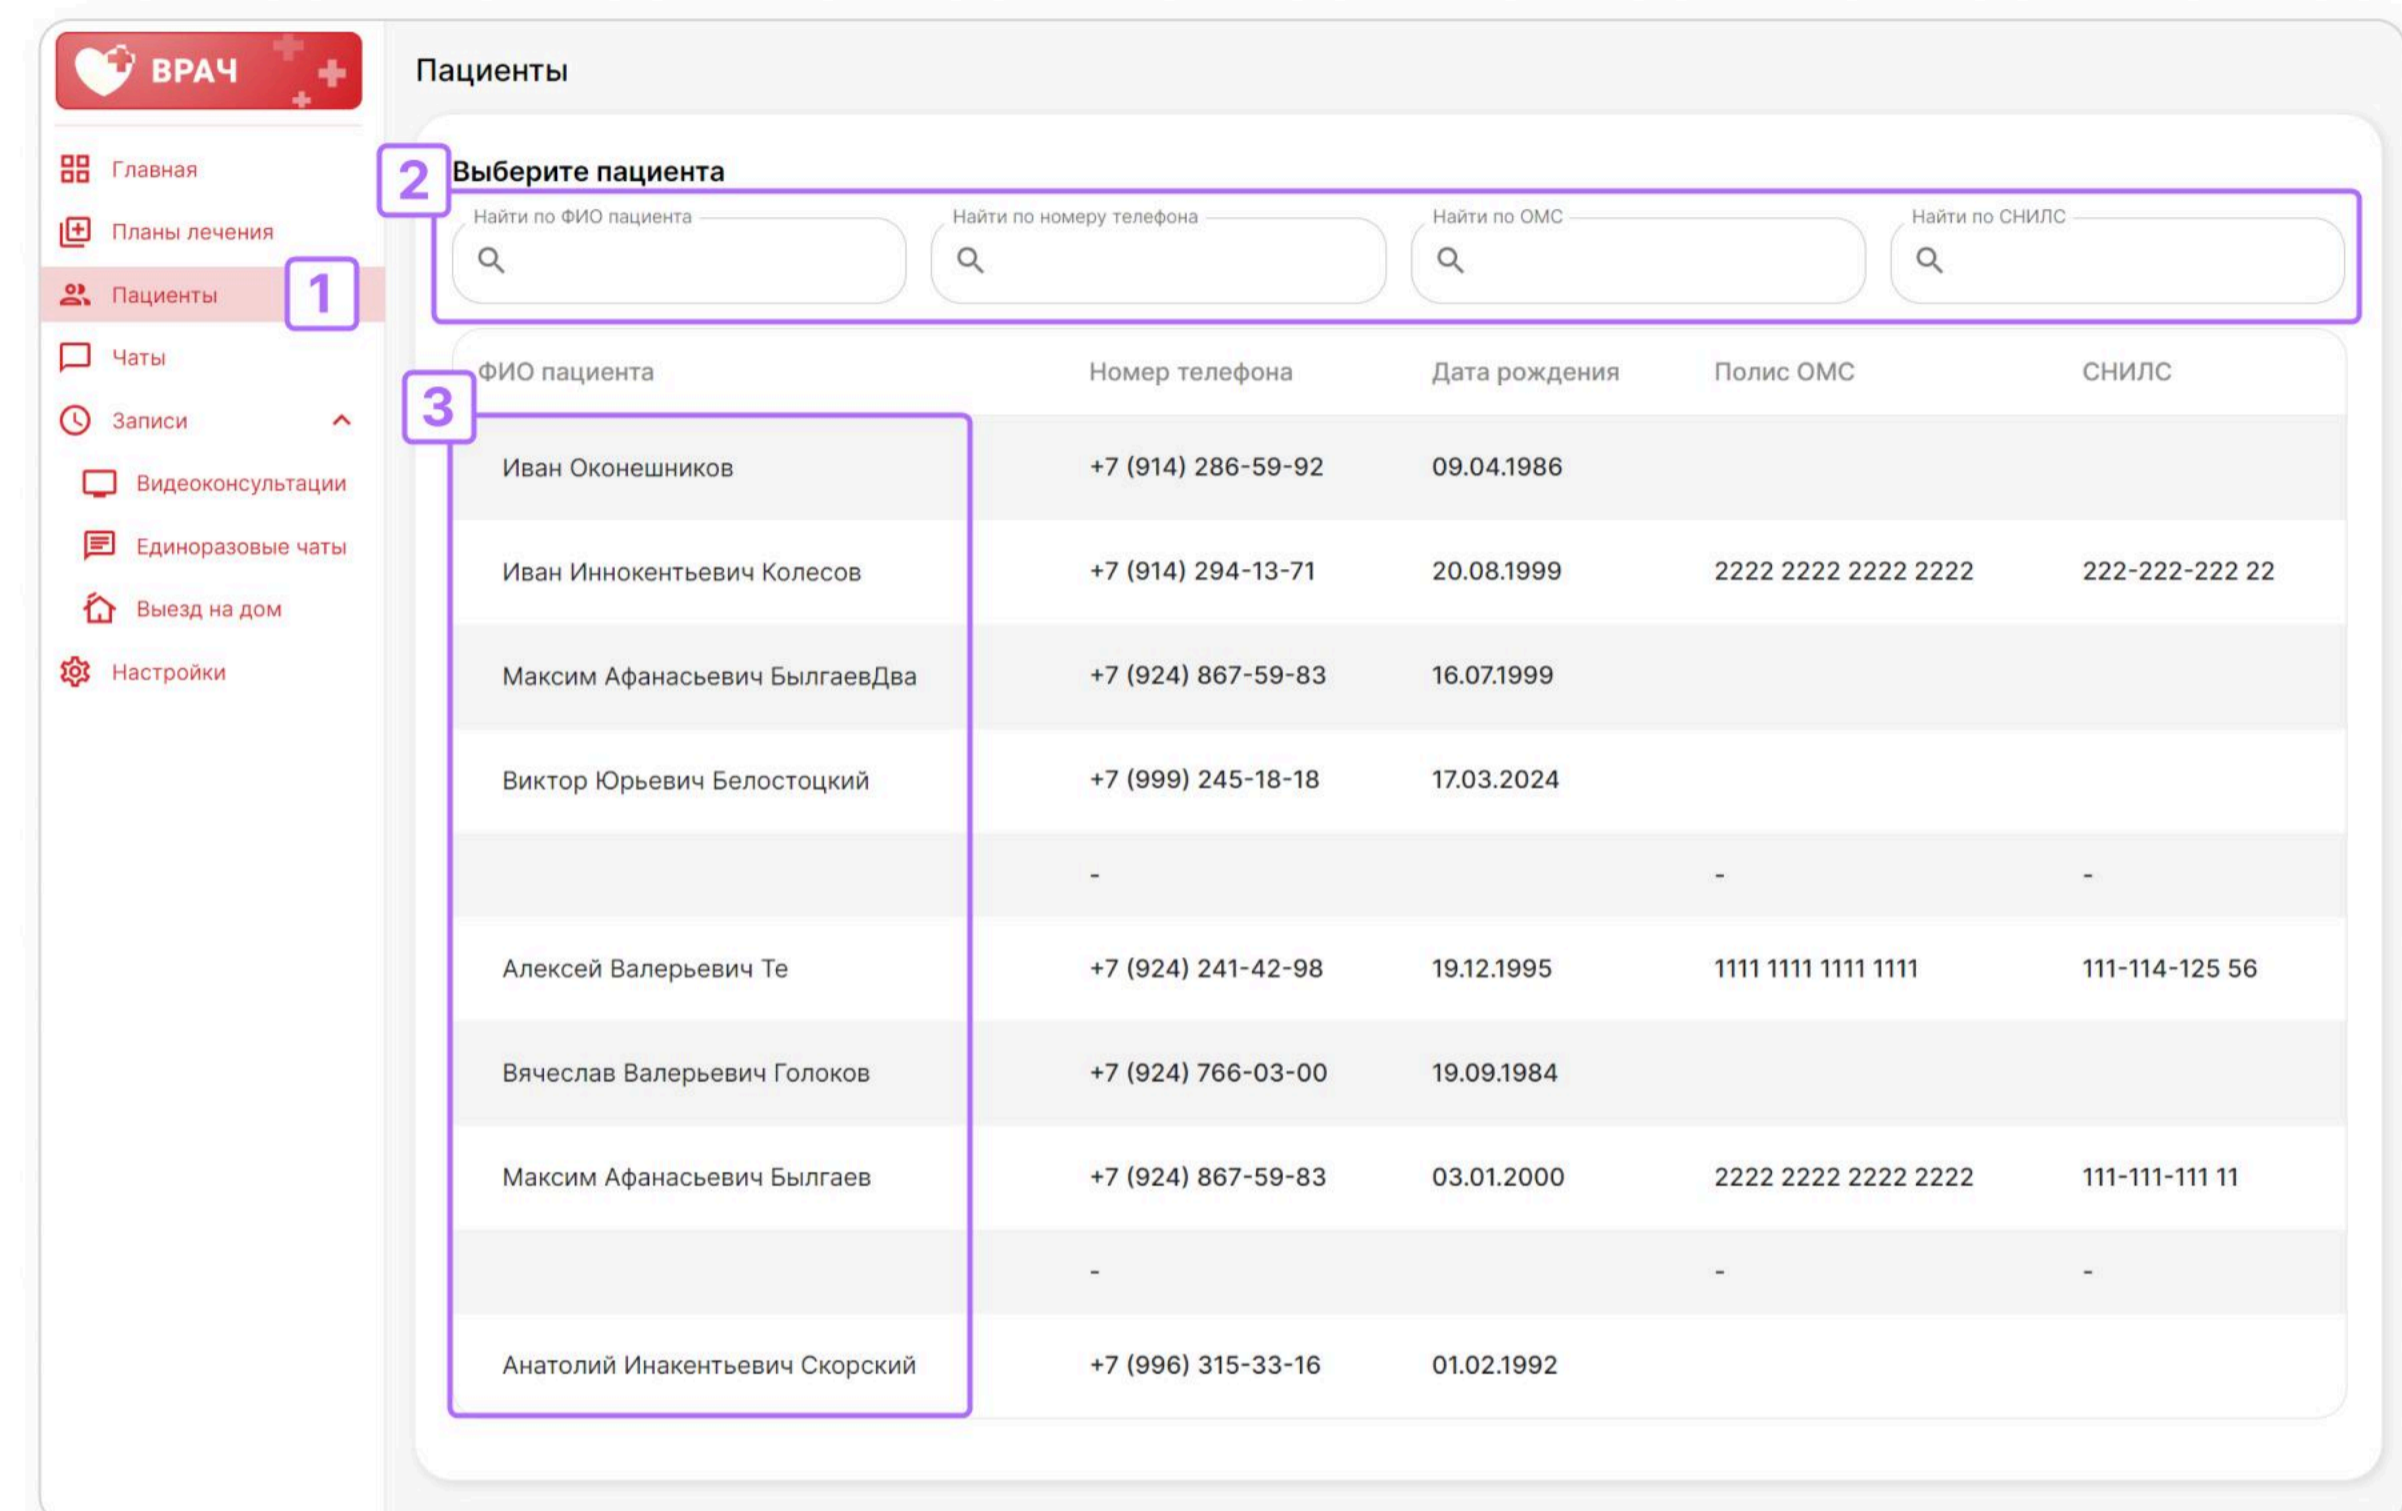 ВРАЧ
Главная
Планы лечения
Пациенты
1
Чаты
Записи
Видеоконсультации
Единоразовые чаты
Выезд на дом
Настройки
Пациенты
2
Выберите пациента
Найти по ФИО пациента Найти по номеру телефона Найти по ОМС Найти по СНИЛС
3
ФИО пациента Номер телефона Дата рождения Полис ОМС СНИЛС
Иван Оконешников +7 (914) 286-59-92 09.04.1986
Иван Иннокентьевич Колесов +7 (914) 294-13-71 20.08.1999 2222 2222 2222 2222 222-222-222 22
Максим Афанасьевич БылгаевДва +7 (924) 867-59-83 16.07.1999
Виктор Юрьевич Белостоцкий +7 (999) 245-18-18 17.03.2024
- - -
Алексей Валерьевич Те +7 (924) 241-42-98 19.12.1995 1111 1111 1111 1111 111-114-125 56
Вячеслав Валерьевич Голоков +7 (924) 766-03-00 19.09.1984
Максим Афанасьевич Былгаев +7 (924) 867-59-83 03.01.2000 2222 2222 2222 2222 111-111-111 11
- - -
Анатолий Инакентьевич Скорский +7 (996) 315-33-16 01.02.1992